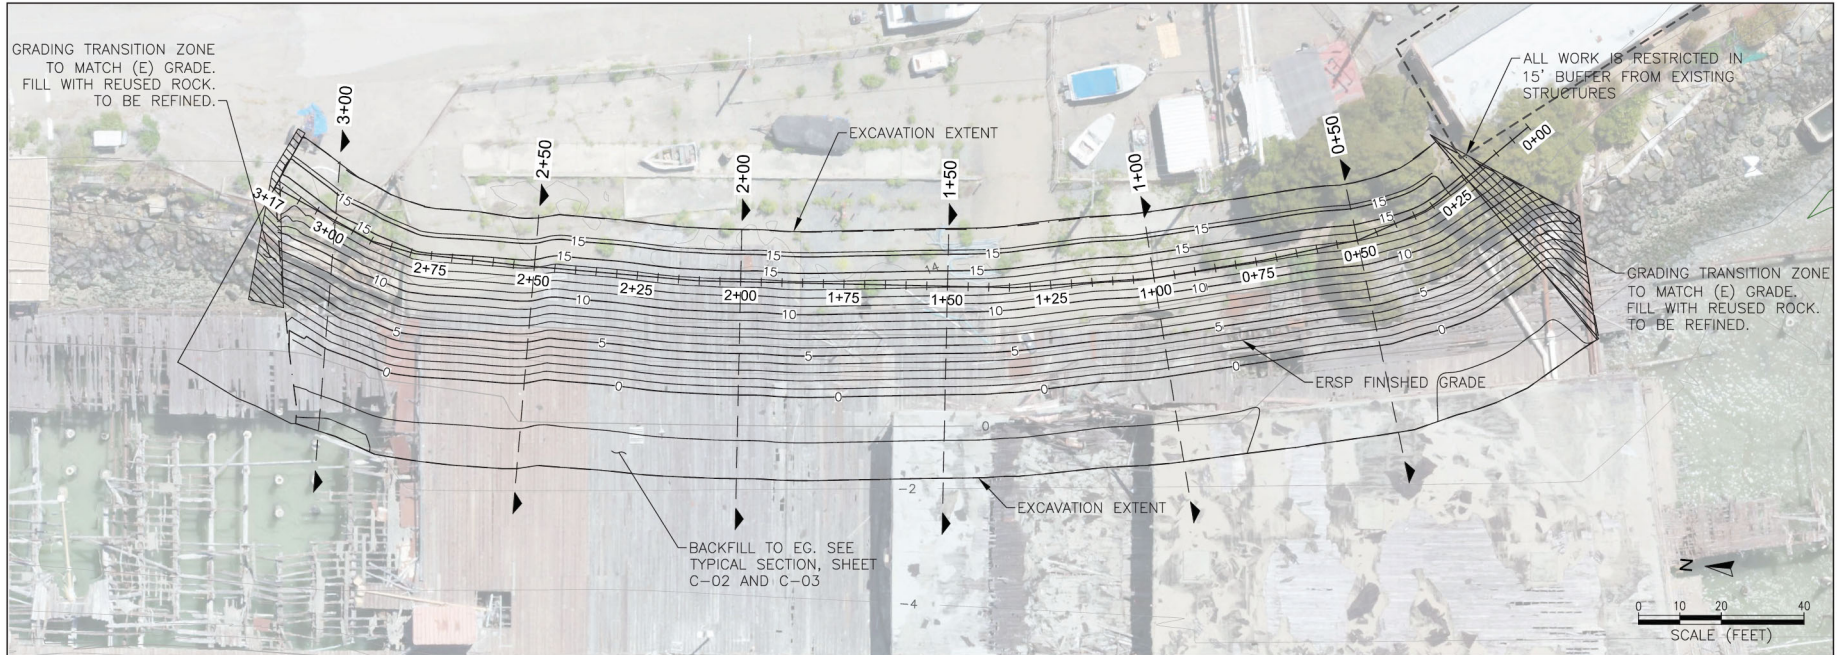 GRADING TRANSITION ZONE
TO MATCH (E) GRADE.
FILL WITH REUSED ROCK.
TO BE REFINED.
3+00
2+50
2+00
EXCAVATION EXTENT
1+50
1+00
0+50
ALL WORK IS RESTRICTED IN
15' BUFFER FROM EXISTING
STRUCTURES
0+00
3+17
3+00
2+75
2+50
2+25
2+00
1+75
1+50
1+25
1+00
0+75
0+50
0+25
15
15
15
15
15
15
15
15
14
15
15
15
15
15
10
10
10
10
10
10
5
5
5
5
5
5
0
0
0
0
0
0
0
-2
-4
GRADING TRANSITION ZONE
TO MATCH (E) GRADE.
FILL WITH REUSED ROCK.
TO BE REFINED.
ERSP FINISHED GRADE
EXCAVATION EXTENT
BACKFILL TO EG. SEE
TYPICAL SECTION, SHEET
C-02 AND C-03
N
0 10 20 40
SCALE (FEET)